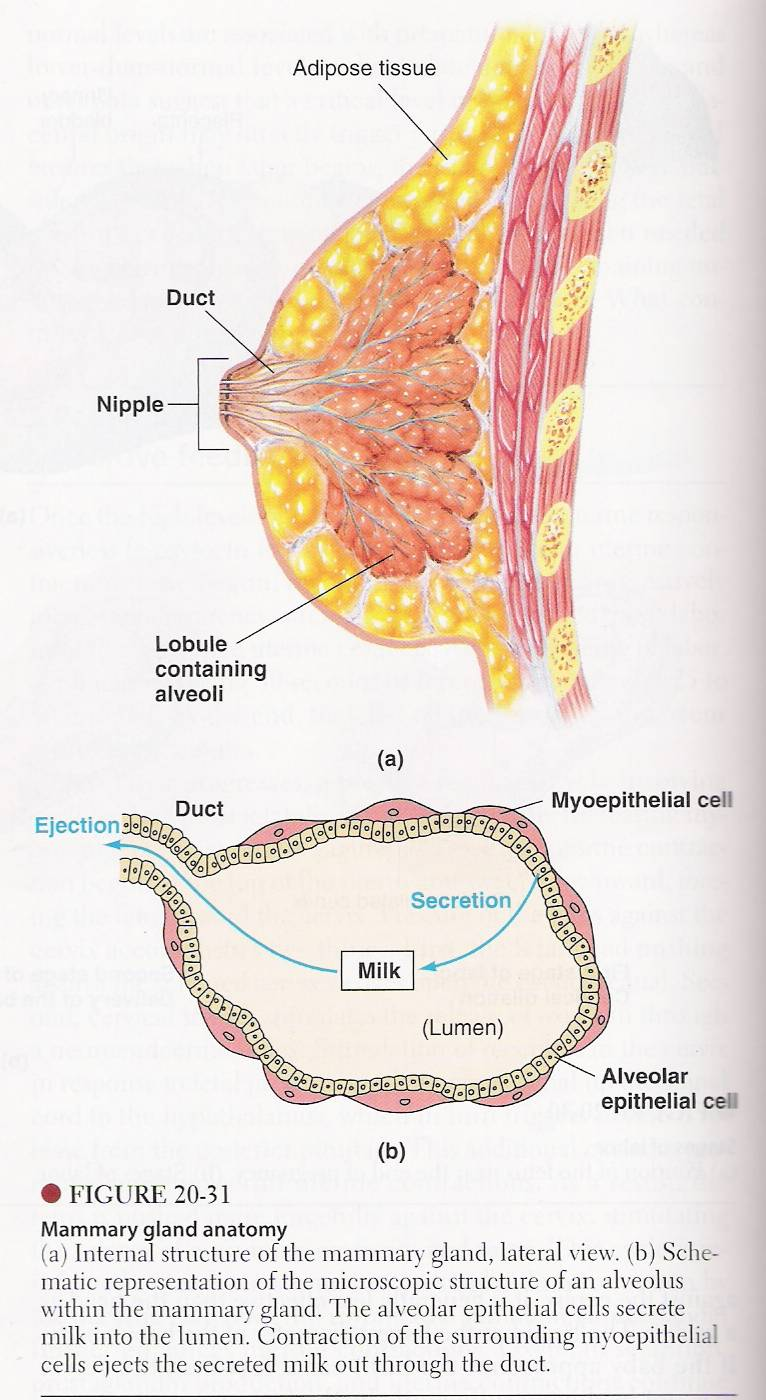 Adipose tissue
Duct
Nipple
Lobule
containing
alveoli
(a)
Duct
Myoepithelial cell
Ejection
Secretion
Milk
(Lumen)
Alveolar
epithelial cell
(b)
● FIGURE 20-31
Mammary gland anatomy
(a) Internal structure of the mammary gland, lateral view. (b) Sche-
matic representation of the microscopic structure of an alveolus
within the mammary gland. The alveolar epithelial cells secrete
milk into the lumen. Contraction of the surrounding myoepithelial
cells ejects the secreted milk out through the duct.